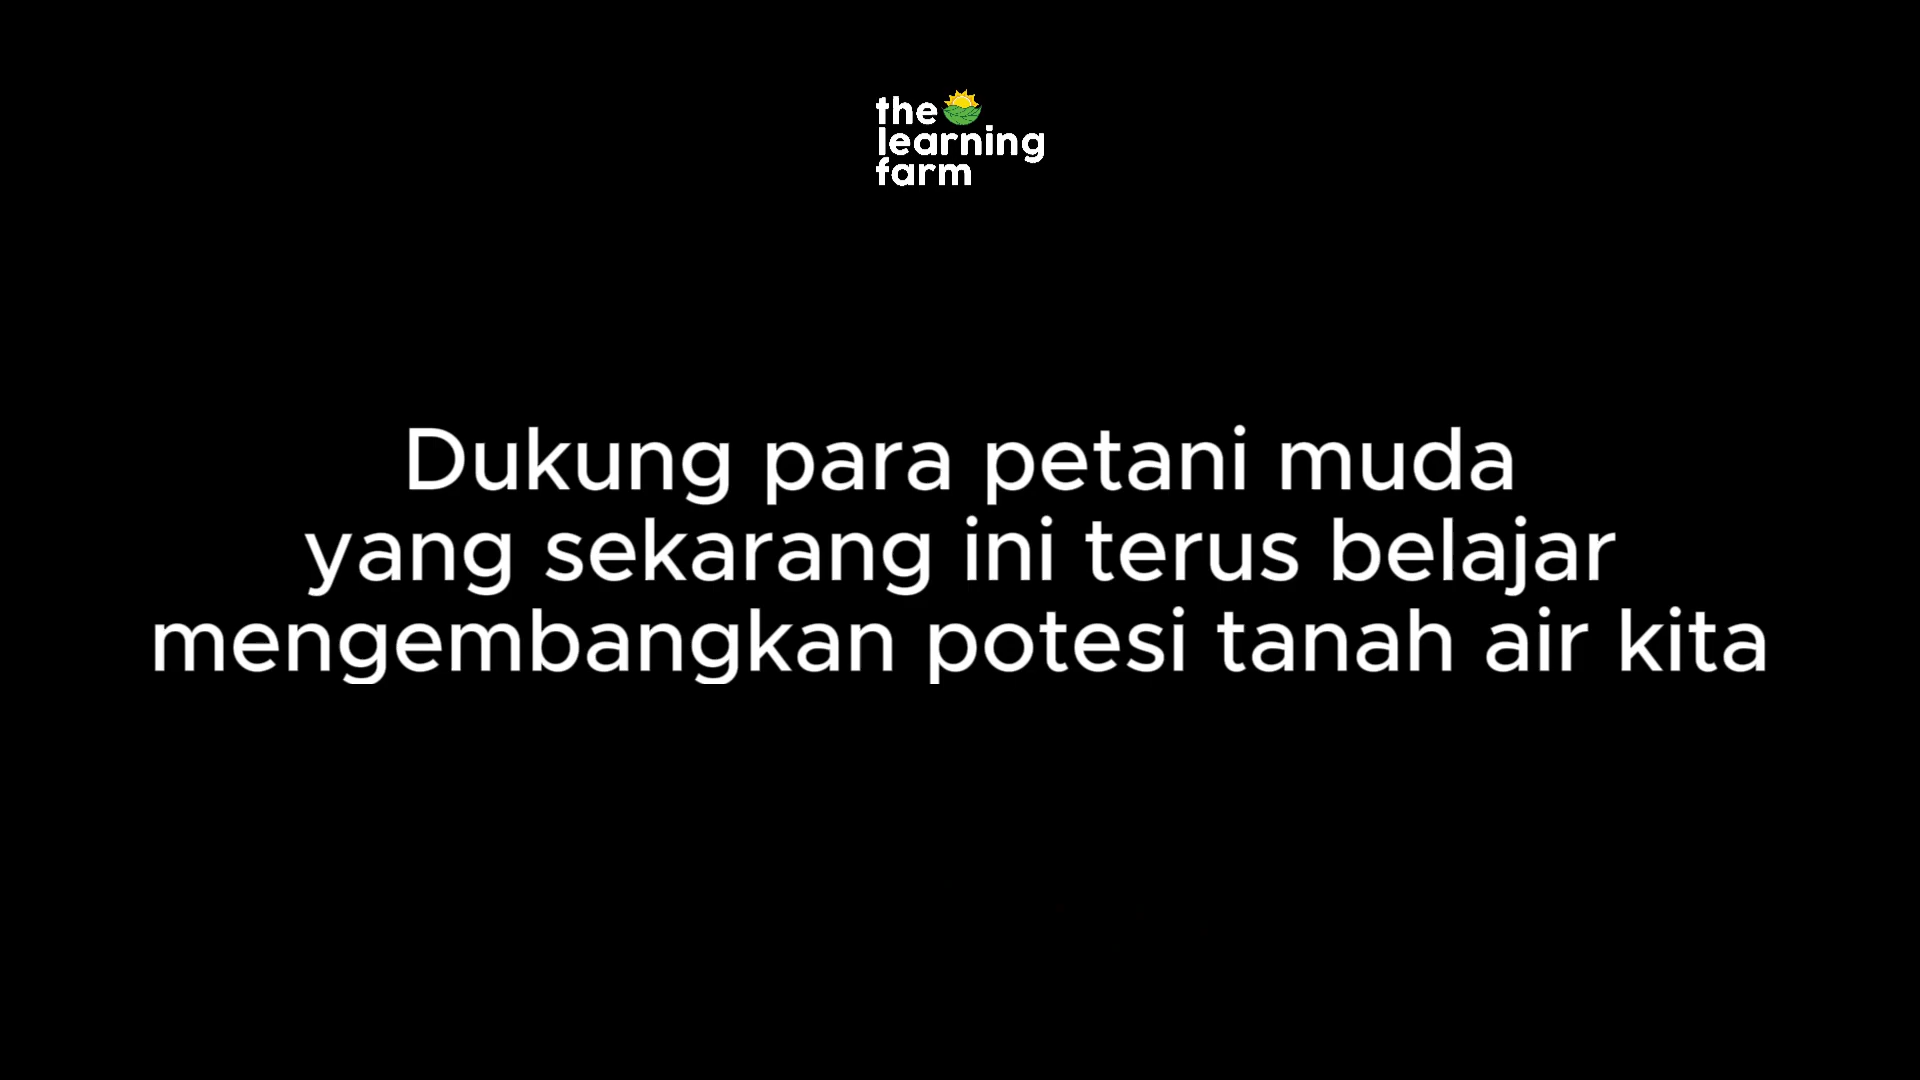 the
learning
farm
Dukung para petani muda
yang sekarang ini terus belajar
mengembangkan potesi tanah air kita